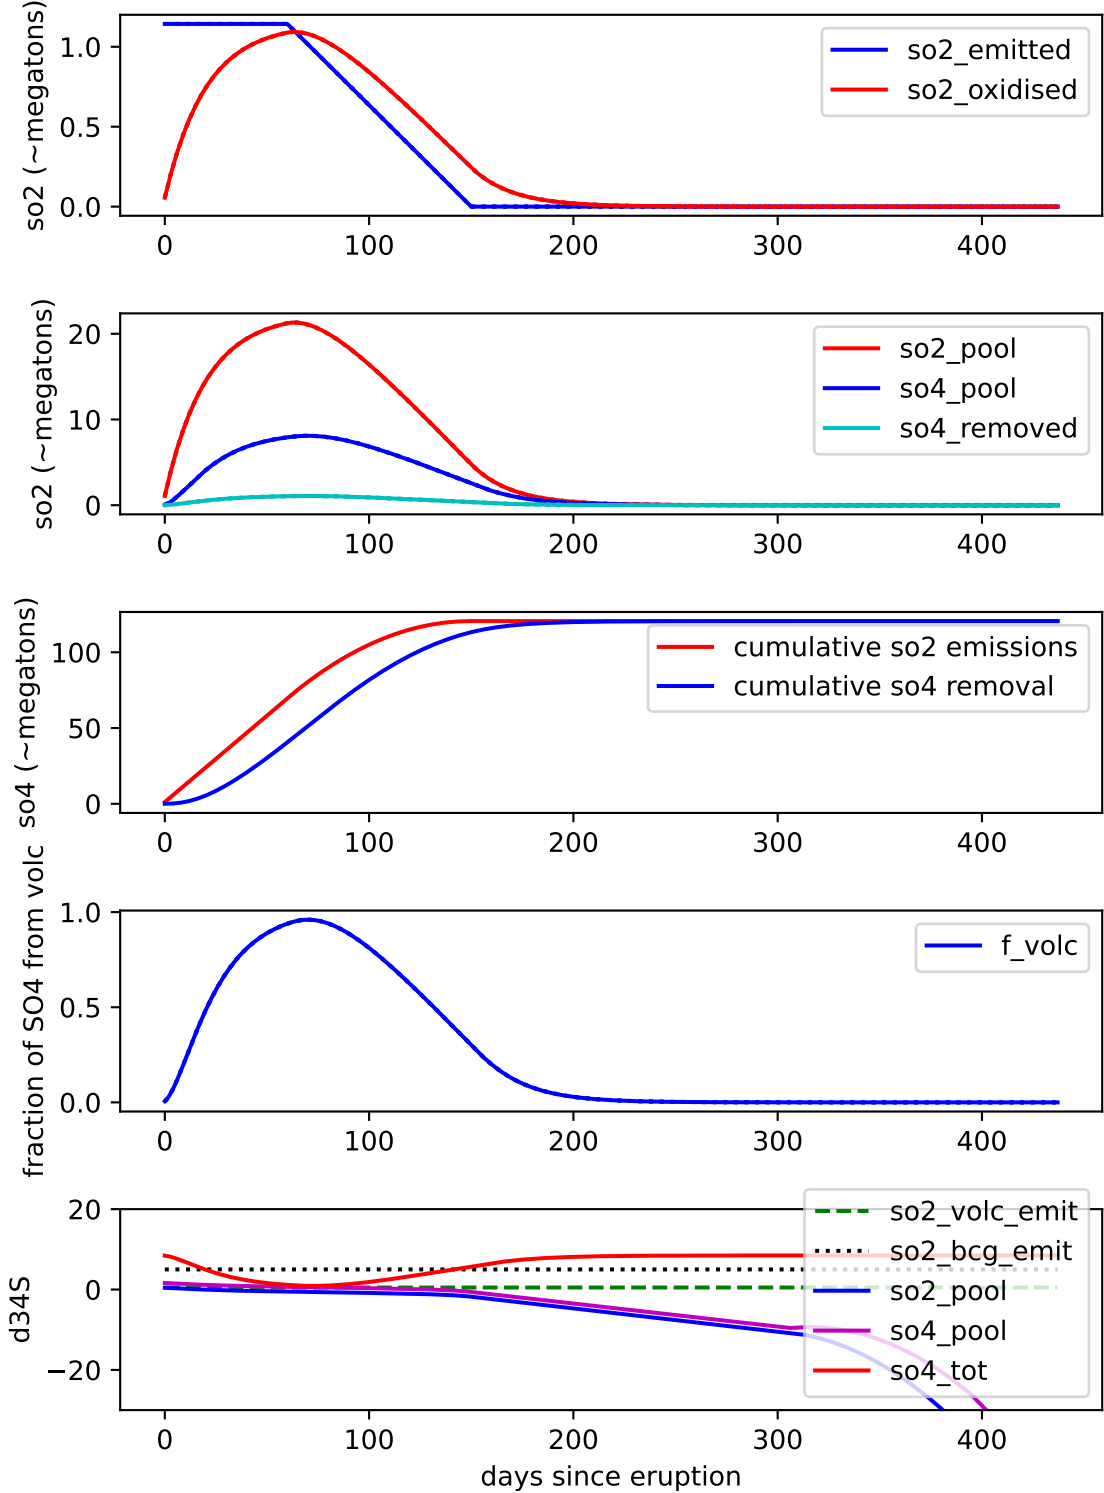 so2 (~megatons)
1.0
0.5
0.0
so2_emitted
so2_oxidised
0 100 200 300 400
so2 (~megatons)
20
10
0
so2_pool
so4_pool
so4_removed
0 100 200 300 400
so4 (~megatons)
100
50
0
cumulative so2 emissions
cumulative so4 removal
0 100 200 300 400
fraction of SO4 from volc
1.0
0.5
0.0
f_volc
0 100 200 300 400
d34S
20
0
−20
so2_volc_emit
so2_bcg_emit
so2_pool
so4_pool
so4_tot
0 100 200 300 400
days since eruption